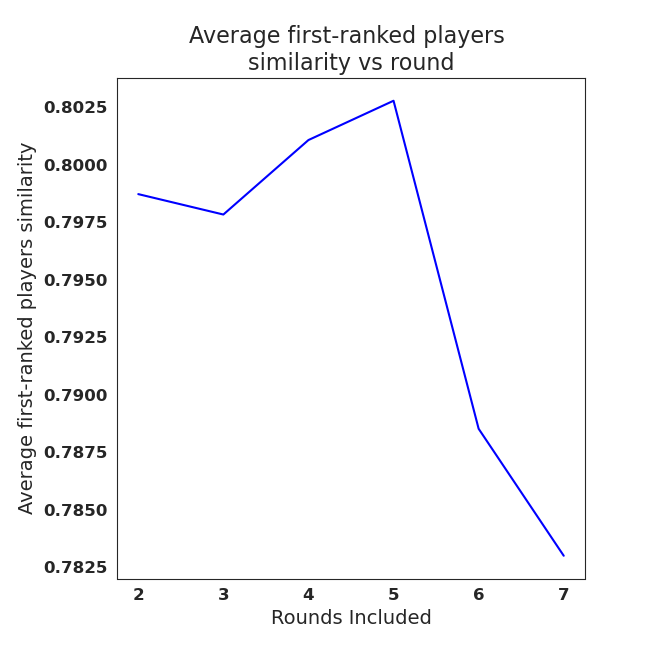 Average first-ranked players
similarity vs round
Average first-ranked players similarity
0.8025
0.8000
0.7975
0.7950
0.7925
0.7900
0.7875
0.7850
0.7825
2 3 4 5 6 7
Rounds Included